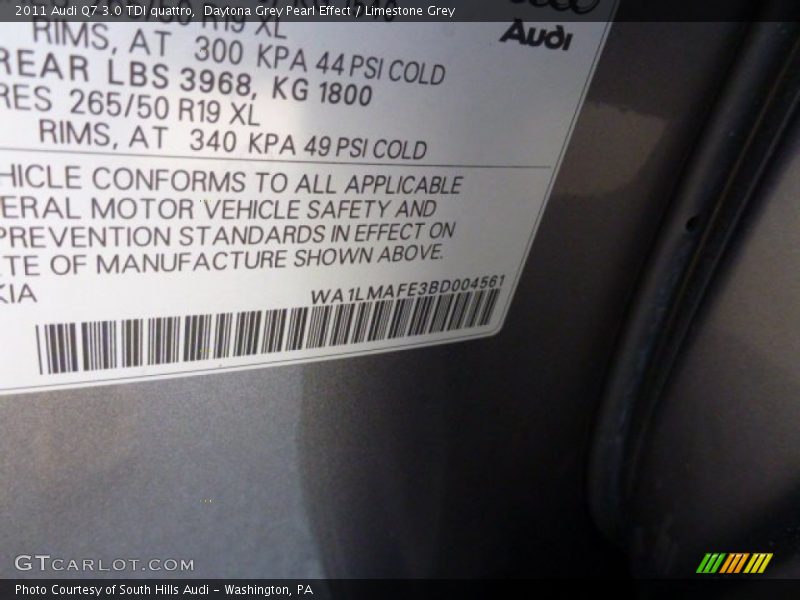 2011 Audi Q7 3.0 TDI quattro, Daytona Grey Pearl Effect / Limestone Grey
R19 XL
RIMS, AT 300 KPA 44 PSI COLD
REAR LBS 3968, KG 1800
RES 265/50 R19 XL
RIMS, AT 340 KPA 49 PSI COLD
HICLE CONFORMS TO ALL APPLICABLE
ERAL MOTOR VEHICLE SAFETY AND
PREVENTION STANDARDS IN EFFECT ON
TE OF MANUFACTURE SHOWN ABOVE.
KIA
WA1LMAFE3BD004561
Audi
GTCARLOT.COM
Photo Courtesy of South Hills Audi - Washington, PA